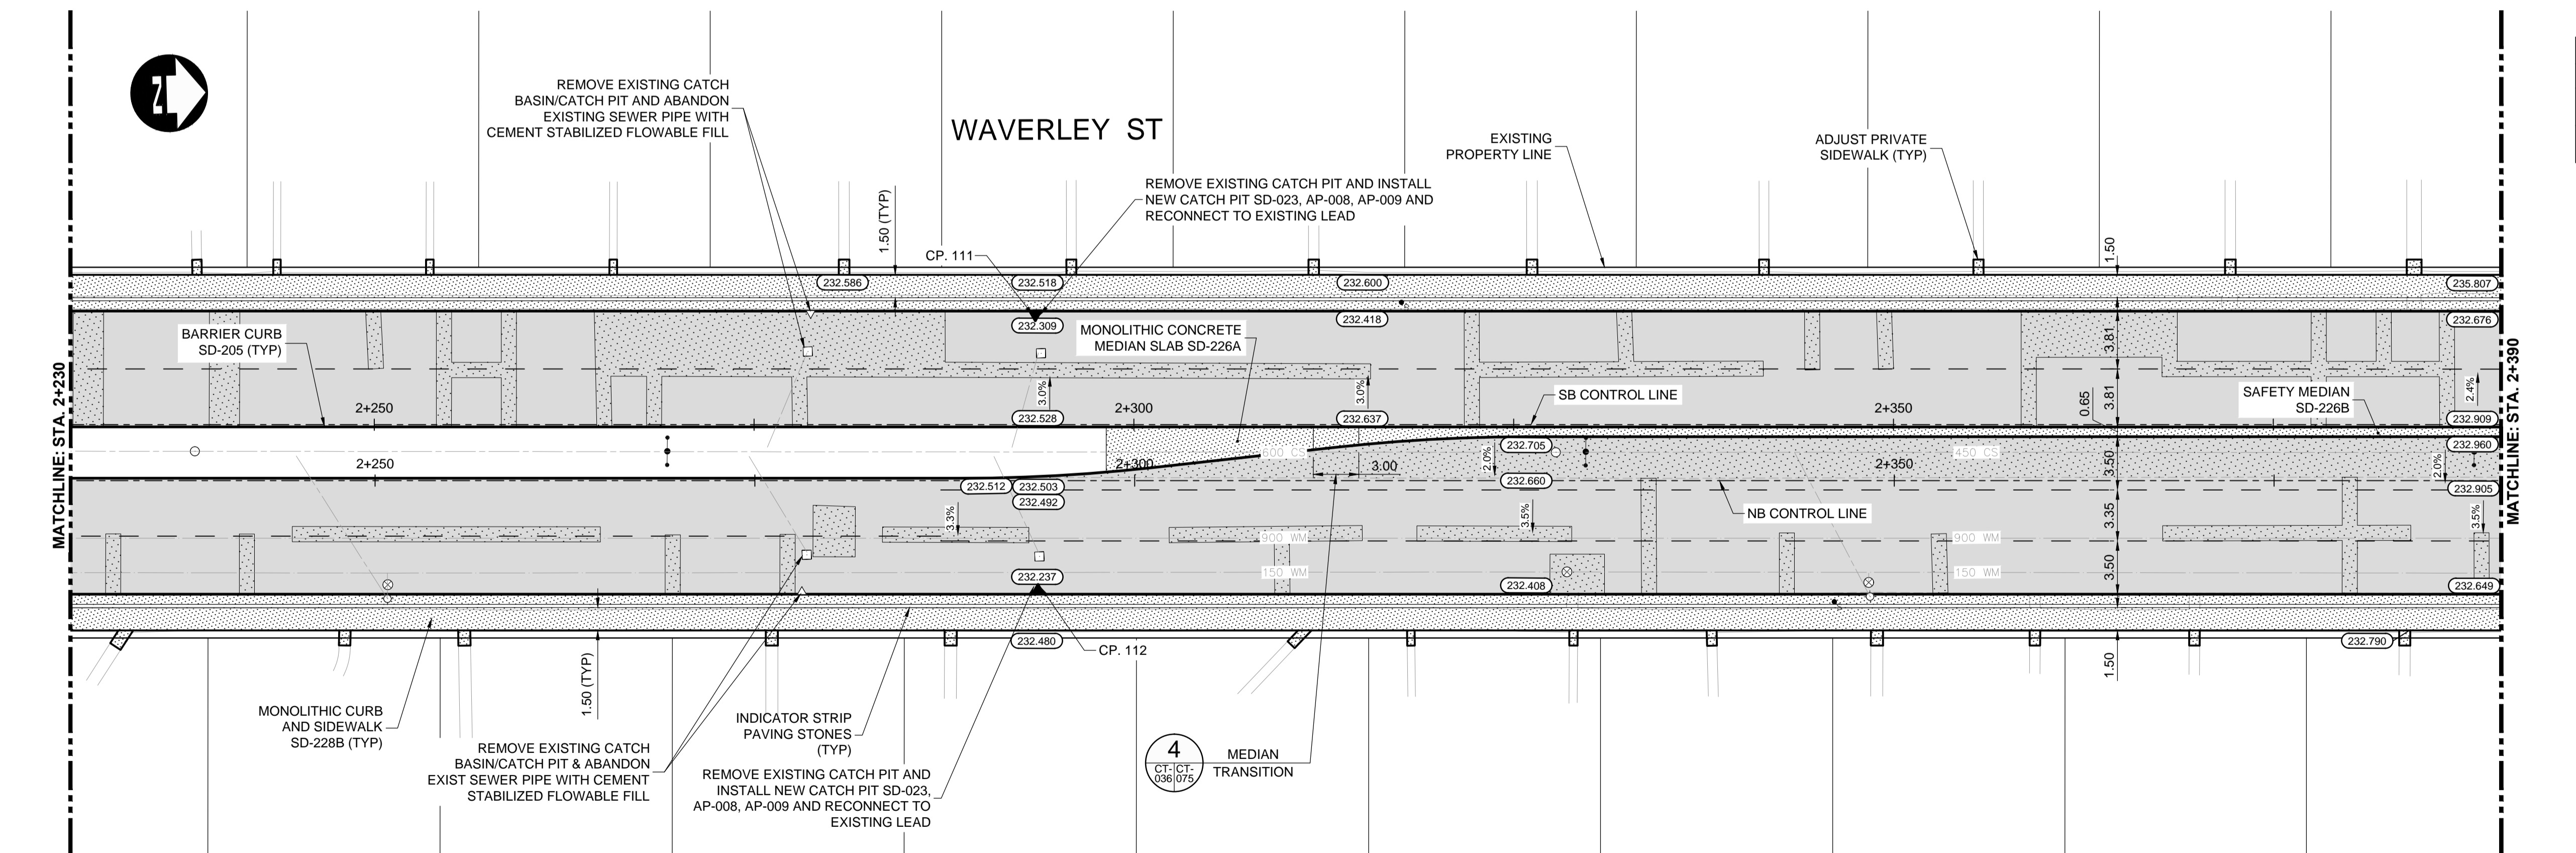 REMOVE EXISTING CATCH
BASIN/CATCH PIT AND ABANDON
EXISTING SEWER PIPE WITH
CEMENT STABILIZED FLOWABLE FILL
WAVERLEY ST
EXISTING
PROPERTY LINE
ADJUST PRIVATE
SIDEWALK (TYP)
REMOVE EXISTING CATCH PIT AND INSTALL
NEW CATCH PIT SD-023, AP-008, AP-009 AND
RECONNECT TO EXISTING LEAD
1.50 (TYP)
CP. 111
1.50
232.586
232.518
232.600
235.807
232.309
232.418
232.676
BARRIER CURB
SD-205 (TYP)
MONOLITHIC CONCRETE
MEDIAN SLAB SD-226A
3.81
3.81
0.65
3.0%
3.0%
2.4%
SB CONTROL LINE
SAFETY MEDIAN
SD-226B
2+250
2+300
2+350
232.528
232.637
232.909
232.705
232.960
600 CS
450 CS
2+250
2+300
3.00
2.0%
2+350
3.50
2.0%
232.512
232.503
232.492
232.660
232.905
NB CONTROL LINE
3.3%
3.5%
3.35
3.5%
900 WM
900 WM
150 WM
150 WM
3.50
232.237
232.408
232.649
232.480
232.790
CP. 112
1.50 (TYP)
1.50
MATCHLINE: STA. 2+230
MATCHLINE: STA. 2+390
MONOLITHIC CURB
AND SIDEWALK
SD-228B (TYP)
REMOVE EXISTING CATCH
BASIN/CATCH PIT & ABANDON
EXIST SEWER PIPE WITH CEMENT
STABILIZED FLOWABLE FILL
INDICATOR STRIP
PAVING STONES
(TYP)
REMOVE EXISTING CATCH PIT AND
INSTALL NEW CATCH PIT SD-023,
AP-008, AP-009 AND RECONNECT TO
EXISTING LEAD
4
CT-036
CT-075
MEDIAN
TRANSITION